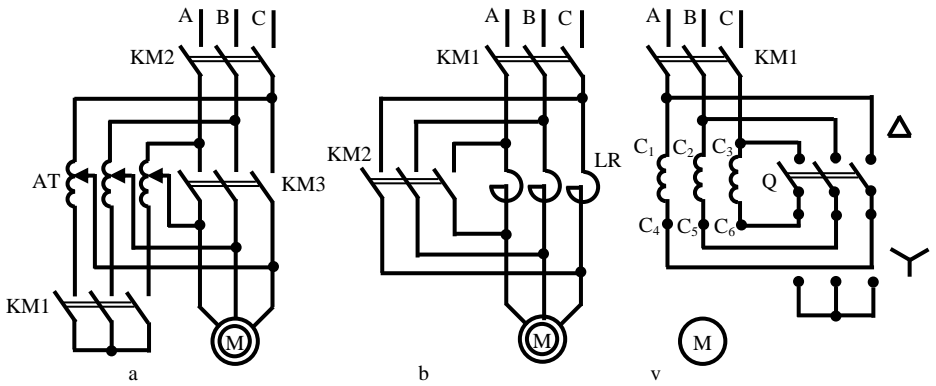 A B C
KM2
AT
KM3
KM1
M
a
A B C
KM1
KM2
LR
M
b
A B C
KM1
C1 C2 C3
Q
C4 C5 C6
M
v